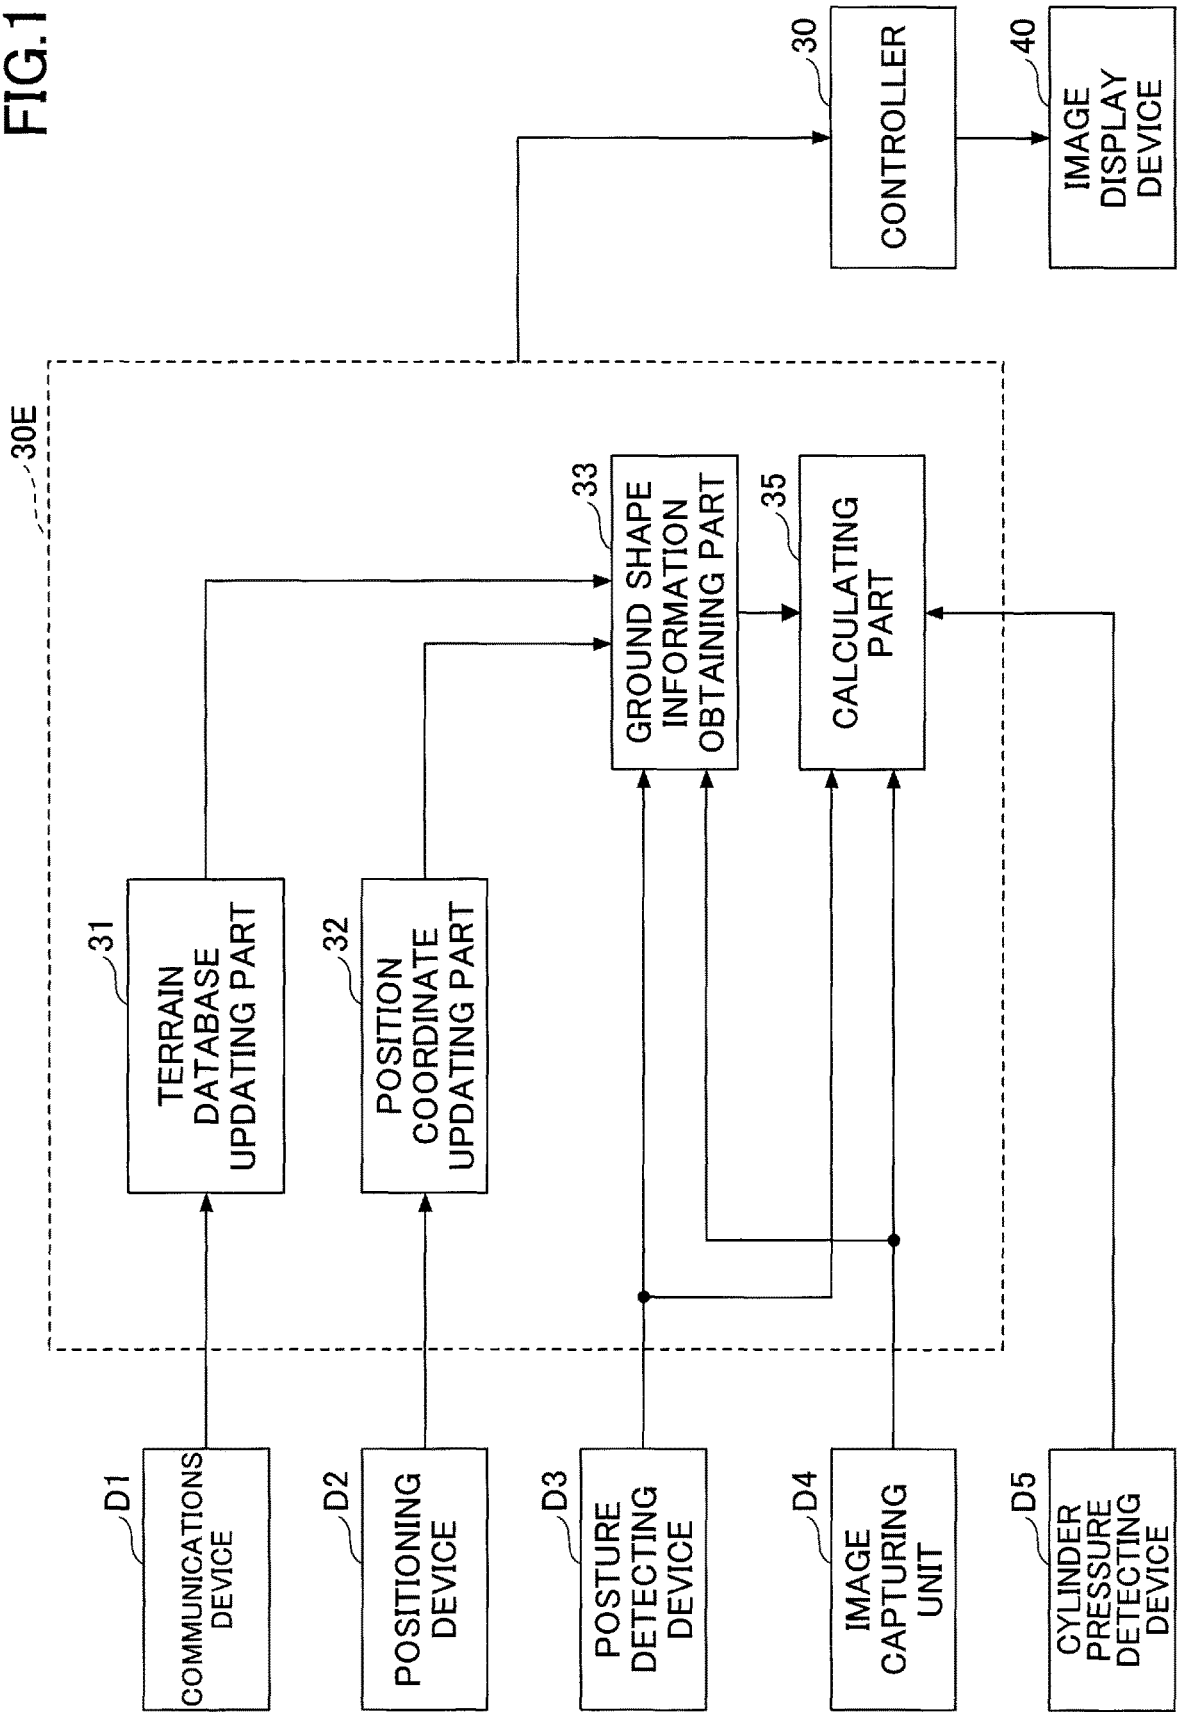 FIG.1
D1
COMMUNICATIONS
DEVICE
D2
POSITIONING
DEVICE
D3
POSTURE
DETECTING
DEVICE
D4
IMAGE
CAPTURING
UNIT
D5
CYLINDER
PRESSURE
DETECTING
DEVICE
30E
31
TERRAIN
DATABASE
UPDATING PART
32
POSITION
COORDINATE
UPDATING PART
33
GROUND SHAPE
INFORMATION
OBTAINING PART
35
CALCULATING
PART
30
CONTROLLER
40
IMAGE
DISPLAY
DEVICE